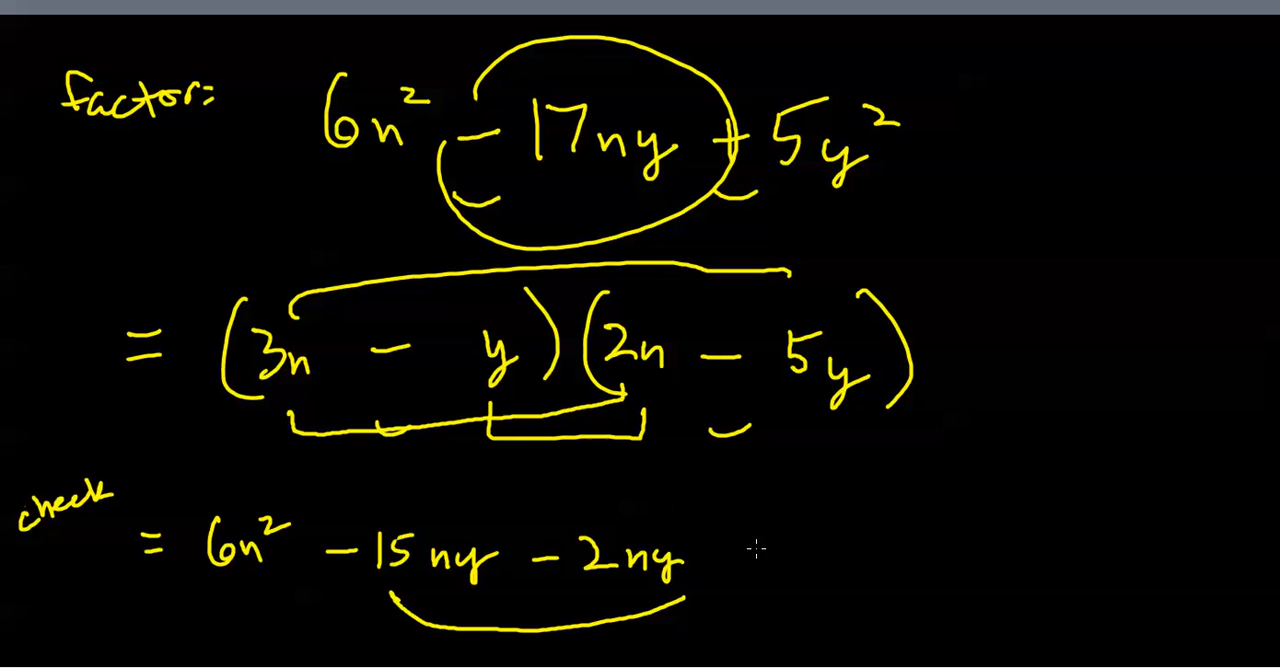 factor: 6n² - 17ny + 5y²
= (3n - y)(2n - 5y)
check = 6n² - 15ny - 2ny